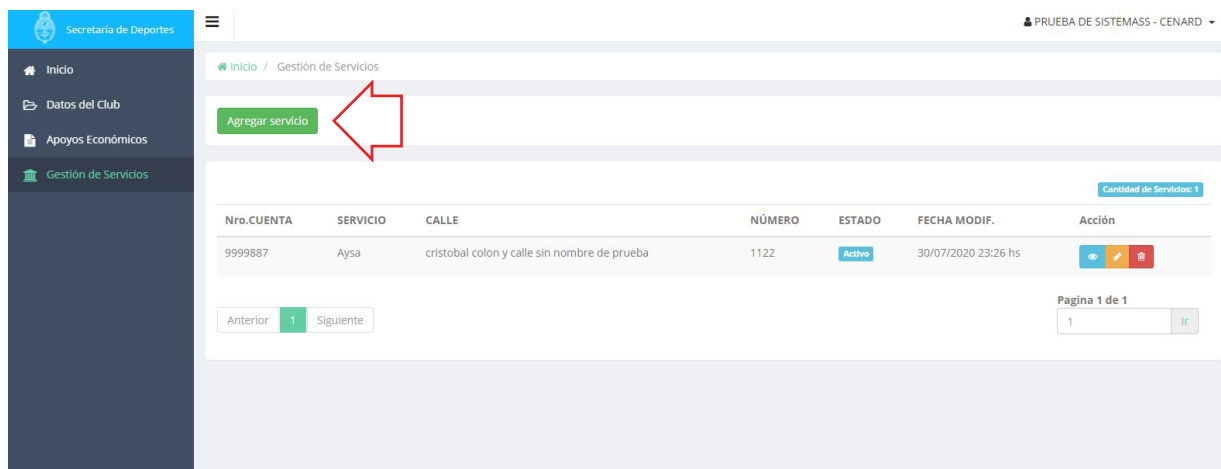 Secretaría de Deportes
PRUEBA DE SISTEMASS - CENARD
Inicio
Datos del Club
Apoyos Económicos
Gestión de Servicios
Inicio / Gestión de Servicios
Agregar servicio
Cantidad de Servicios: 1
Nro.CUENTA SERVICIO CALLE NÚMERO ESTADO FECHA MODIF. Acción
9999887 Aysa cristobal colon y calle sin nombre de prueba 1122 Activo 30/07/2020 23:26 hs
Anterior 1 Siguiente
Pagina 1 de 1
1 Ir